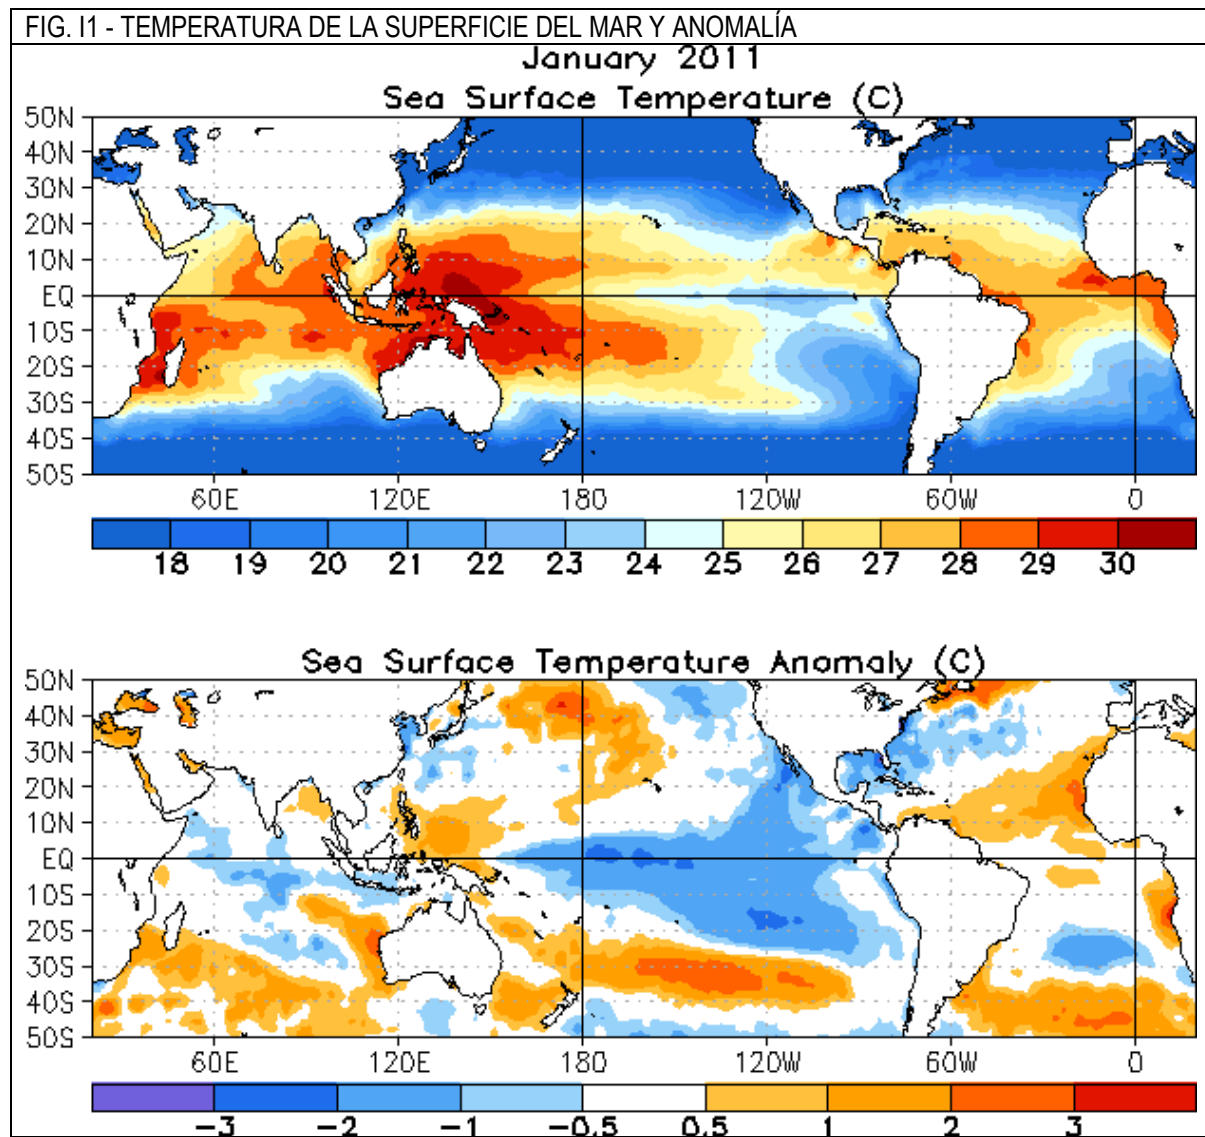 FIG. I1 - TEMPERATURA DE LA SUPERFICIE DEL MAR Y ANOMALÍA
January 2011
Sea Surface Temperature (C)
50N
40N
30N
20N
10N
EQ
10S
20S
30S
40S
50S
60E 120E 180 120W 60W 0
18 19 20 21 22 23 24 25 26 27 28 29 30
Sea Surface Temperature Anomaly (C)
50N
40N
30N
20N
10N
EQ
10S
20S
30S
40S
50S
60E 120E 180 120W 60W 0
-3 -2 -1 -0.5 0.5 1 2 3